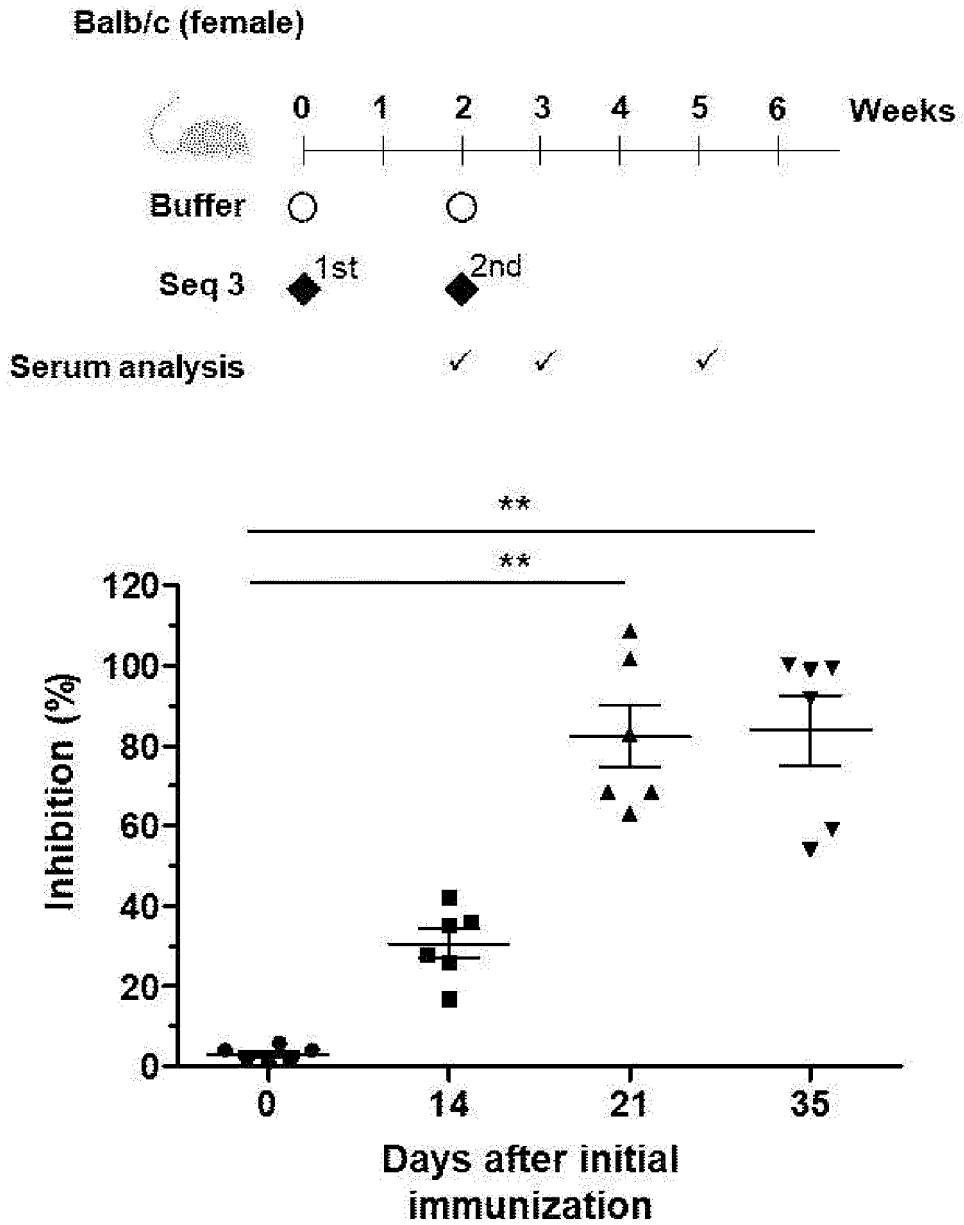 Balb/c (female)
0 1 2 3 4 5 6 Weeks
Buffer
Seq 3 1st 2nd
Serum analysis ✓ ✓ ✓
**
**
120
100
80
60
40
20
0
Inhibition (%)
0 14 21 35
Days after initial
immunization